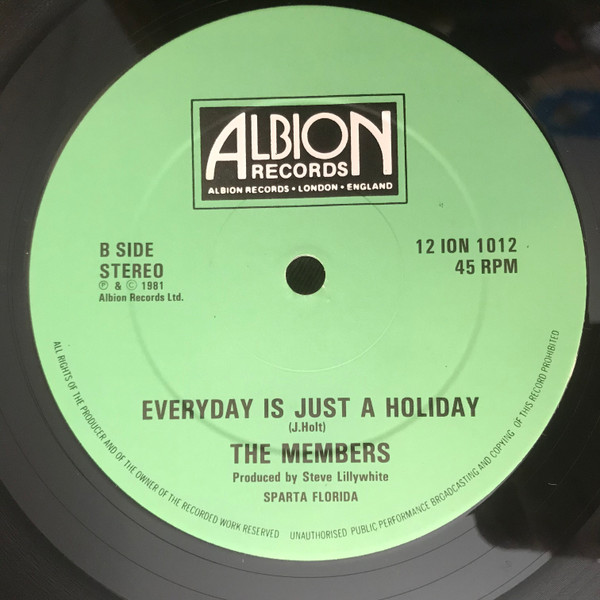 ALBION
RECORDS
ALBION RECORDS • LONDON • ENGLAND
B SIDE
STEREO
℗ & © 1981
Albion Records Ltd.
12 ION 1012
45 RPM
EVERYDAY IS JUST A HOLIDAY
(J.Holt)
THE MEMBERS
Produced by Steve Lillywhite
SPARTA FLORIDA
ALL RIGHTS OF THE PRODUCER AND OF THE OWNER OF THE RECORDED WORK RESERVED UNAUTHORISED PUBLIC PERFORMANCE BROADCASTING AND COPYING OF THIS RECORD PROHIBITED